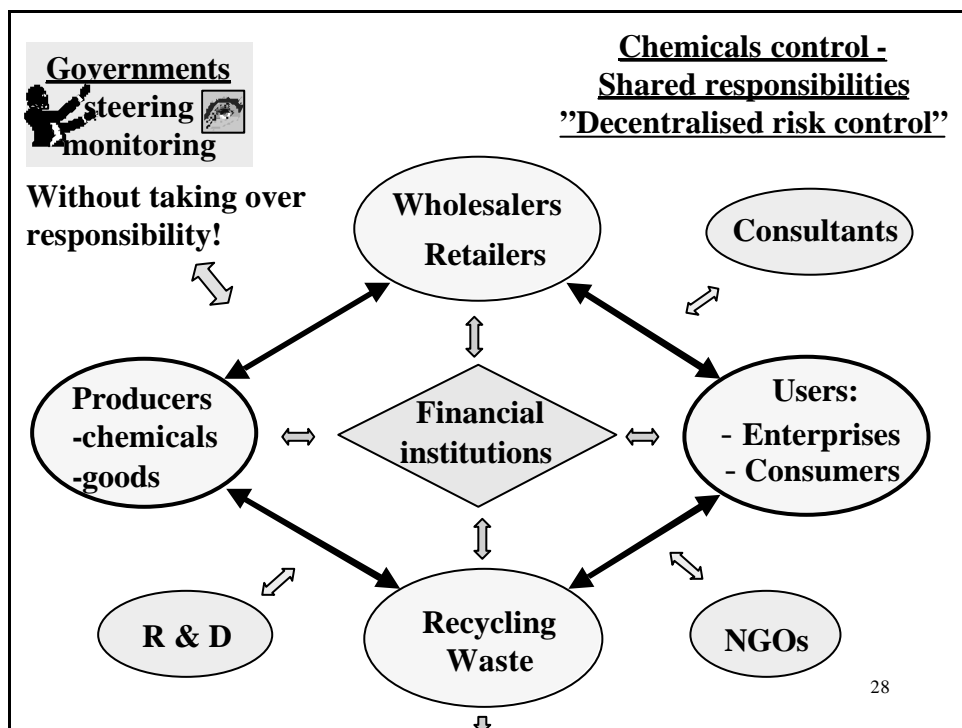 Governments
steering
monitoring
Without taking over
responsibility!
Chemicals control -
Shared responsibilities
”Decentralised risk control”
Wholesalers
Retailers
Consultants
Producers
-chemicals
-goods
Financial
institutions
Users:
- Enterprises
- Consumers
R & D
Recycling
Waste
NGOs
28